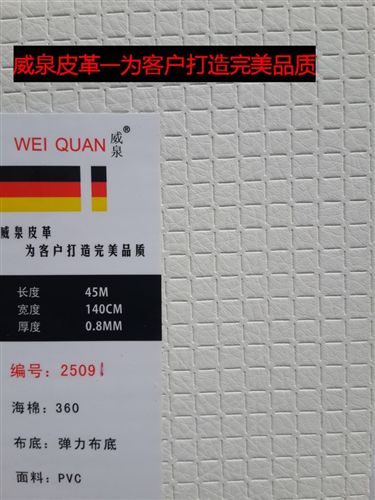 威泉皮革一为客户打造完美品质
WEI QUAN 威泉®
威泉皮革
为客户打造完美品质
长度 45M
宽度 140CM
厚度 0.8MM
编号：2509
海棉：360
布底：弹力布底
面料：PVC